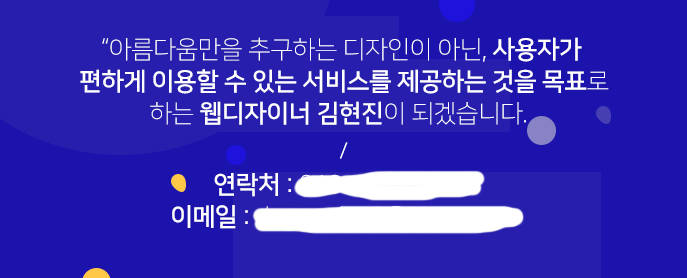 “아름다움만을 추구하는 디자인이 아닌, 사용자가
편하게 이용할 수 있는 서비스를 제공하는 것을 목표로
하는 웹디자이너 김현진이 되겠습니다.
/
연락처 :
이메일 :